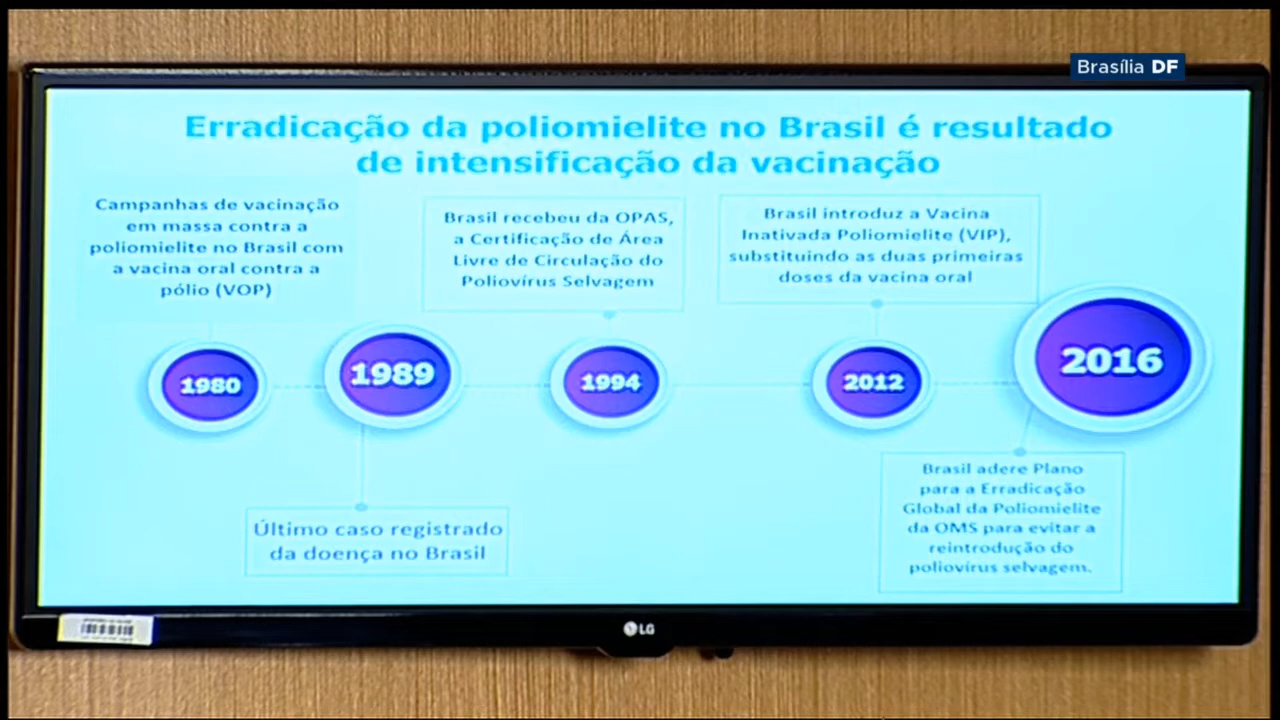 Brasília DF
Erradicação da poliomielite no Brasil é resultado
de intensificação da vacinação
Campanhas de vacinação
em massa contra a
poliomielite no Brasil com
a vacina oral contra a
pólio (VOP)
Brasil recebeu da OPAS,
a Certificação de Área
Livre de Circulação do
Poliovírus Selvagem
Brasil introduz a Vacina
Inativada Poliomielite (VIP),
substituindo as duas primeiras
doses da vacina oral
1980
1989
1994
2012
2016
Último caso registrado
da doença no Brasil
Brasil adere Plano
para a Erradicação
Global da Poliomielite
da OMS para evitar a
reintrodução do
poliovírus selvagem.
LG